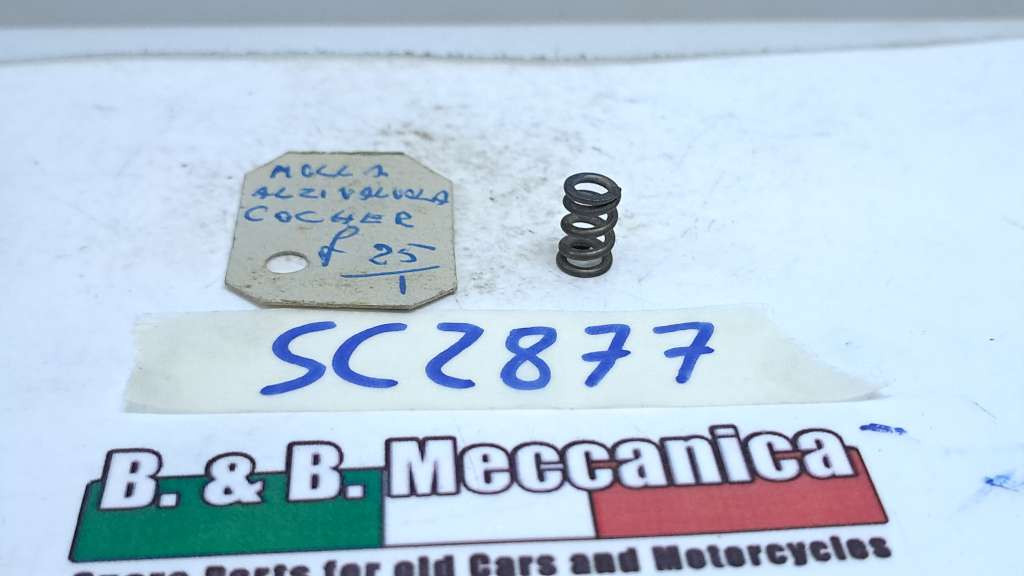 MOLLA
ALZIVALVOLA
COCHER
£ 25
1
SC2877
B. & B. Meccanica
Spare Parts for old Cars and Motorcycles